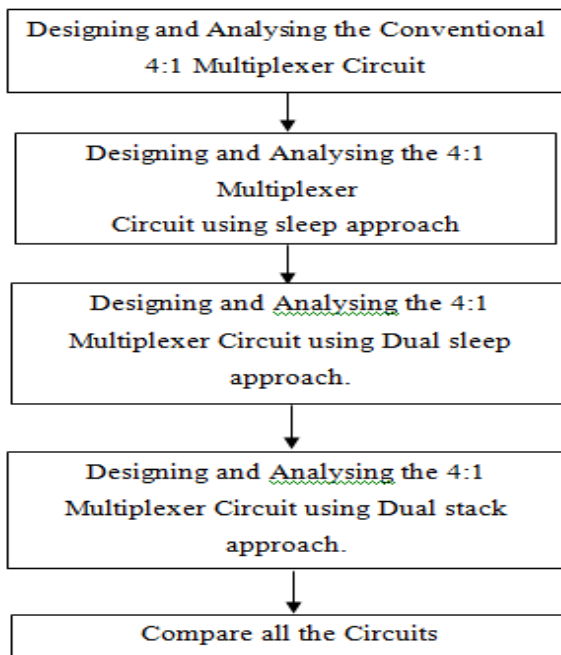 Designing and Analysing the Conventional
4:1 Multiplexer Circuit
Designing and Analysing the 4:1
Multiplexer
Circuit using sleep approach
Designing and Analysing the 4:1
Multiplexer Circuit using Dual sleep
approach.
Designing and Analysing the 4:1
Multiplexer Circuit using Dual stack
approach.
Compare all the Circuits